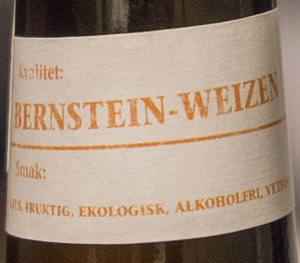 Kvalitet:
BERNSTEIN-WEIZEN
Smak:
FRUKTIG, EKOLOGISK, ALKOHOLFRI,